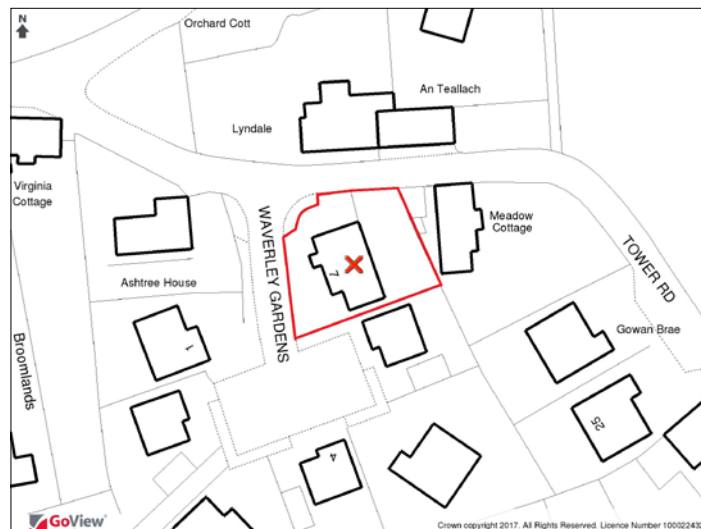 N
Orchard Cott
An Teallach
Lyndale
Virginia
Cottage
WAVERLEY GARDENS
Meadow
Cottage
7
TOWER RD
Ashtree House
Broomlands
1
Gowan Brae
25
4
GoView
Crown copyright 2017. All Rights Reserved. Licence Number 100022432